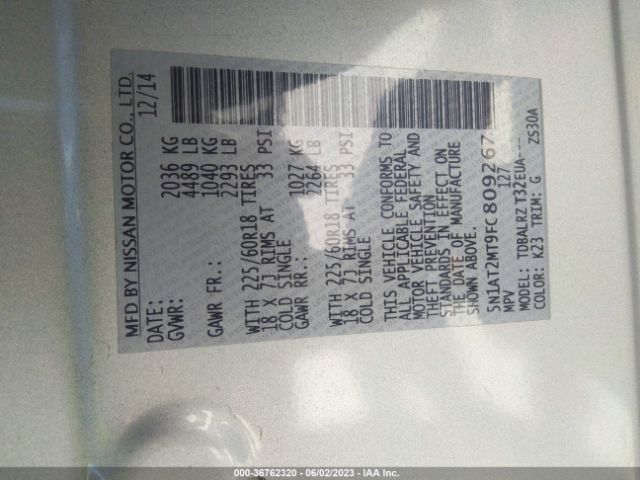 MFD BY NISSAN MOTOR CO., LTD.
DATE: 12/14
GVWR: 2036 KG
4489 LB
GAWR FR.: 1040 KG
2293 LB
WITH 225/60R18 TIRES
18 X 7J RIMS AT 33 PSI
COLD SINGLE
GAWR RR.: 1027 KG
2264 LB
WITH 225/60R18 TIRES
18 X 7J RIMS AT 33 PSI
COLD SINGLE
THIS VEHICLE CONFORMS TO
ALL APPLICABLE FEDERAL
MOTOR VEHICLE SAFETY AND
THEFT PREVENTION
STANDARDS IN EFFECT ON
THE DATE OF MANUFACTURE
SHOWN ABOVE.
5N1AT2MT9FC809267
MPV 127
MODEL: TDBALRZ T32EUA---
COLOR: K23 TRIM: G ZS30A
000-36762320 | 06/02/2023 - IAA Inc.